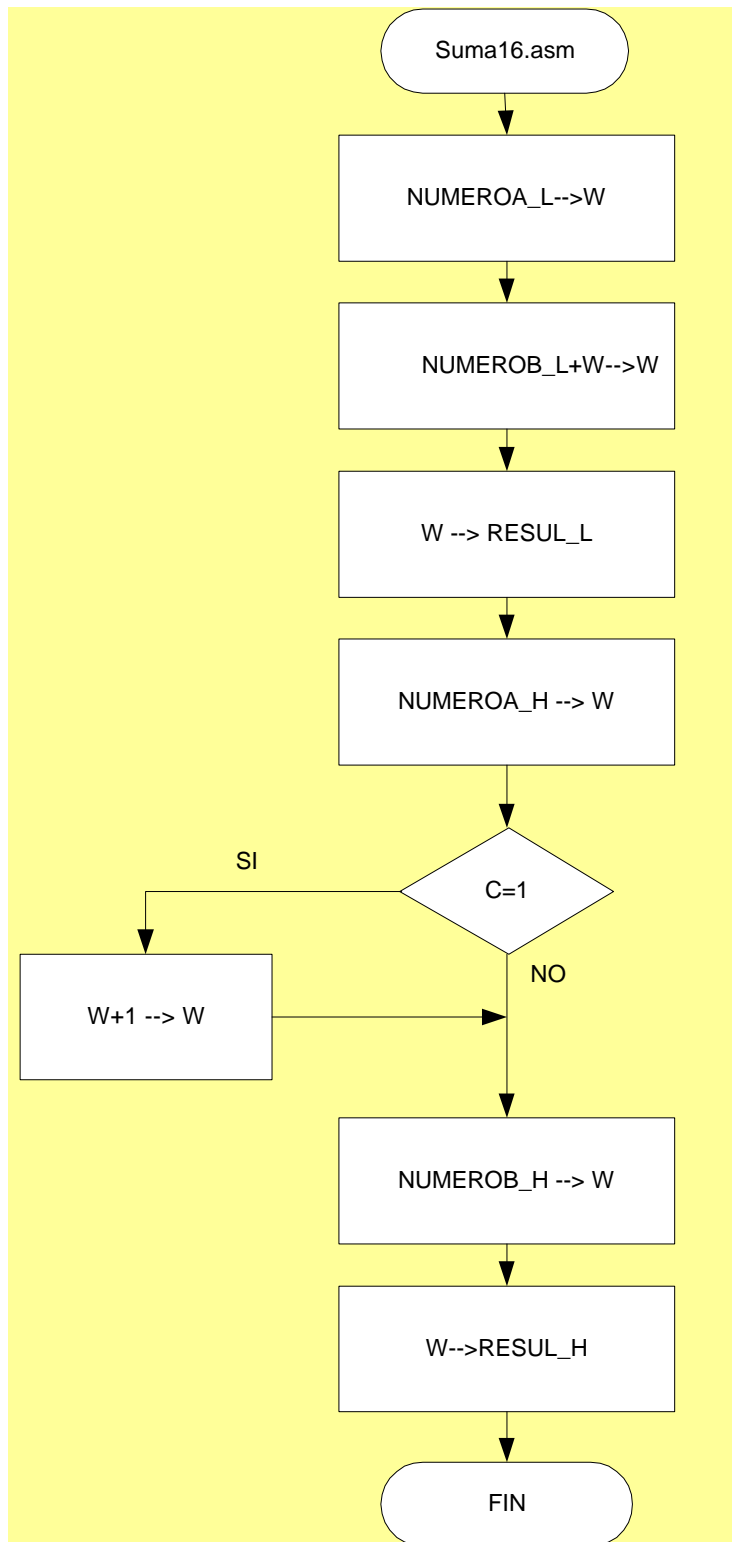 Suma16.asm
NUMEROA_L-->W
NUMEROB_L+W-->W
W --> RESUL_L
NUMEROA_H --> W
SI
C=1
NO
W+1 --> W
NUMEROB_H --> W
W-->RESUL_H
FIN